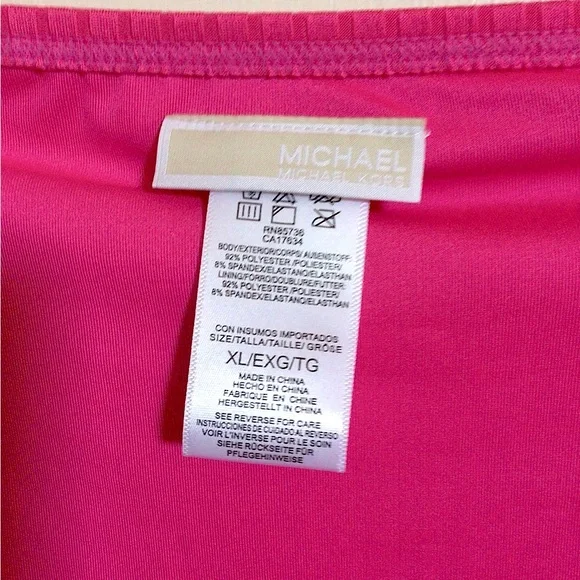 MICHAEL
MICHAEL KORS
RN85736
CA17634
BODY/EXTERIOR/CORPS/ AUSENSTOFF:
92% POLYESTER /POLIESTER/
8% SPANDEX/ELASTANO/ELASTHAN
LINING/FORRO/DOUBLURE/FUTTER:
92% POLYESTER /POLIESTER/
8% SPANDEX/ELASTANO/ELASTHAN
CON INSUMOS IMPORTADOS
SIZE/TALLA/TAILLE/ GRÖSE
XL/EXG/TG
MADE IN CHINA
HECHO EN CHINA
FABRIQUE EN CHINE
HERGESTELLT IN CHINA
SEE REVERSE FOR CARE
INSTRUCCIONES DE CUIDADO AL REVERSO
VOIR L'INVERSE POUR LE SOIN
SIEHE RÜCKSEITE FÜR
PFLEGEHINWEISE